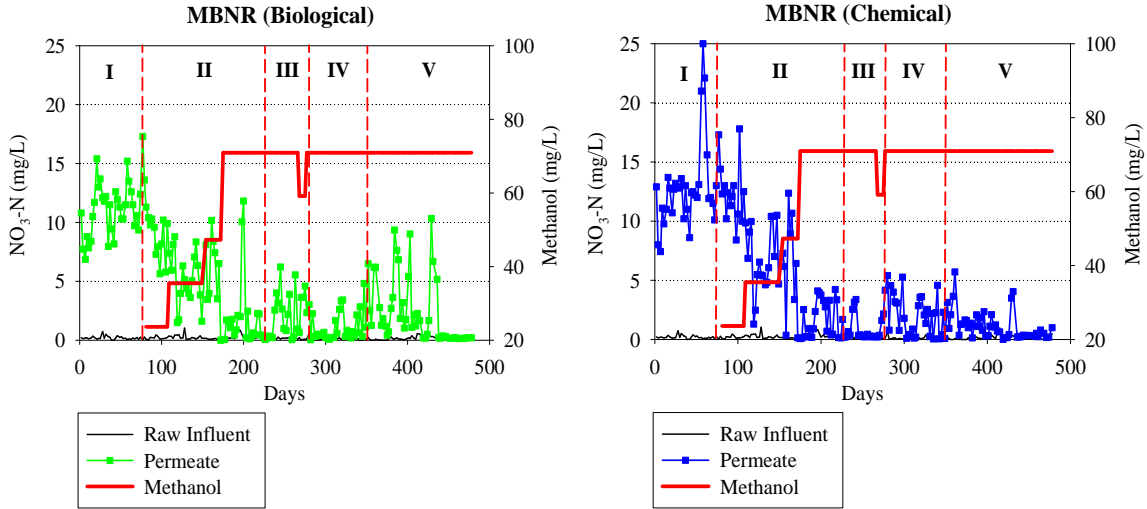 MBNR (Biological)
25
20
15
10
5
0
NO3-N (mg/L)
I
II
III
IV
V
100
80
60
40
20
Methanol (mg/L)
0
100
200
300
400
500
Days
Raw Influent
Permeate
Methanol
MBNR (Chemical)
25
20
15
10
5
0
NO3-N (mg/L)
I
II
III
IV
V
100
80
60
40
20
Methanol (mg/L)
0
100
200
300
400
500
Days
Raw Influent
Permeate
Methanol